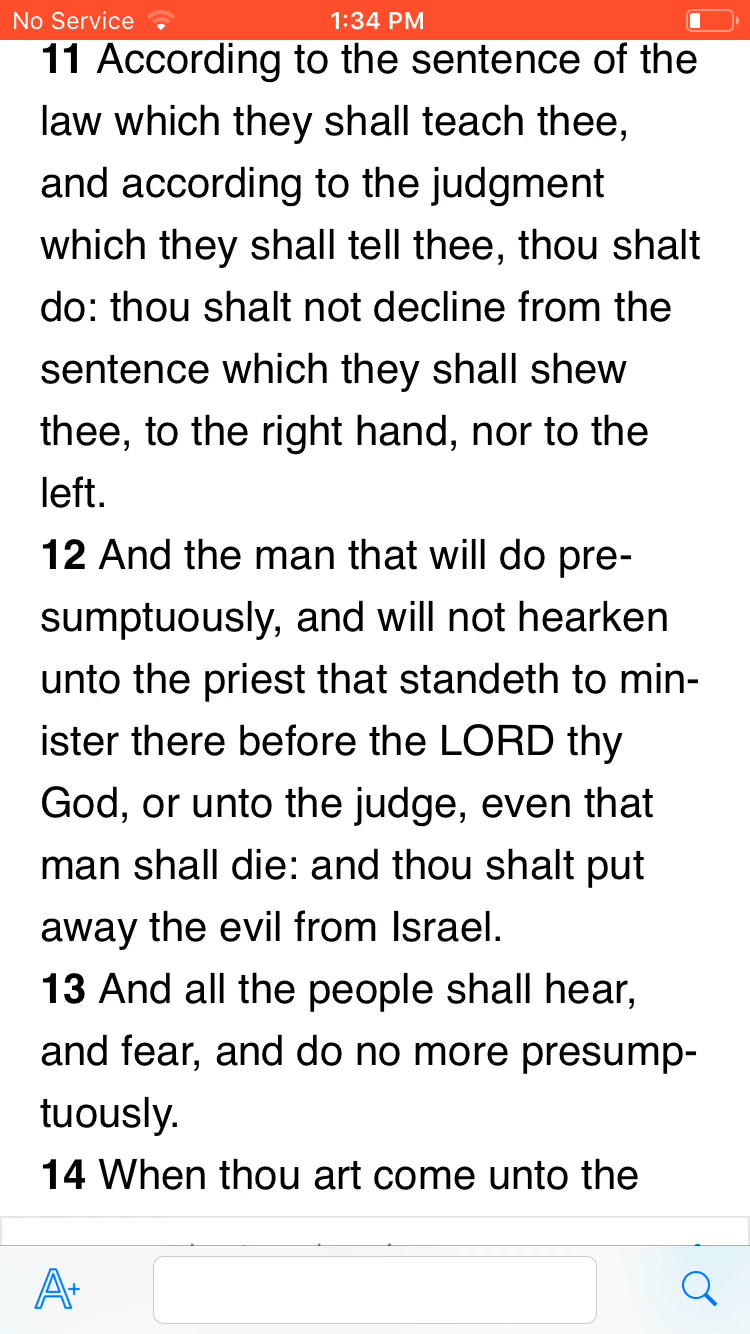 No Service
1:34 PM
11 According to the sentence of the
law which they shall teach thee,
and according to the judgment
which they shall tell thee, thou shalt
do: thou shalt not decline from the
sentence which they shall shew
thee, to the right hand, nor to the
left.
12 And the man that will do pre-
sumptuously, and will not hearken
unto the priest that standeth to min-
ister there before the LORD thy
God, or unto the judge, even that
man shall die: and thou shalt put
away the evil from Israel.
13 And all the people shall hear,
and fear, and do no more presump-
tuously.
14 When thou art come unto the
A+